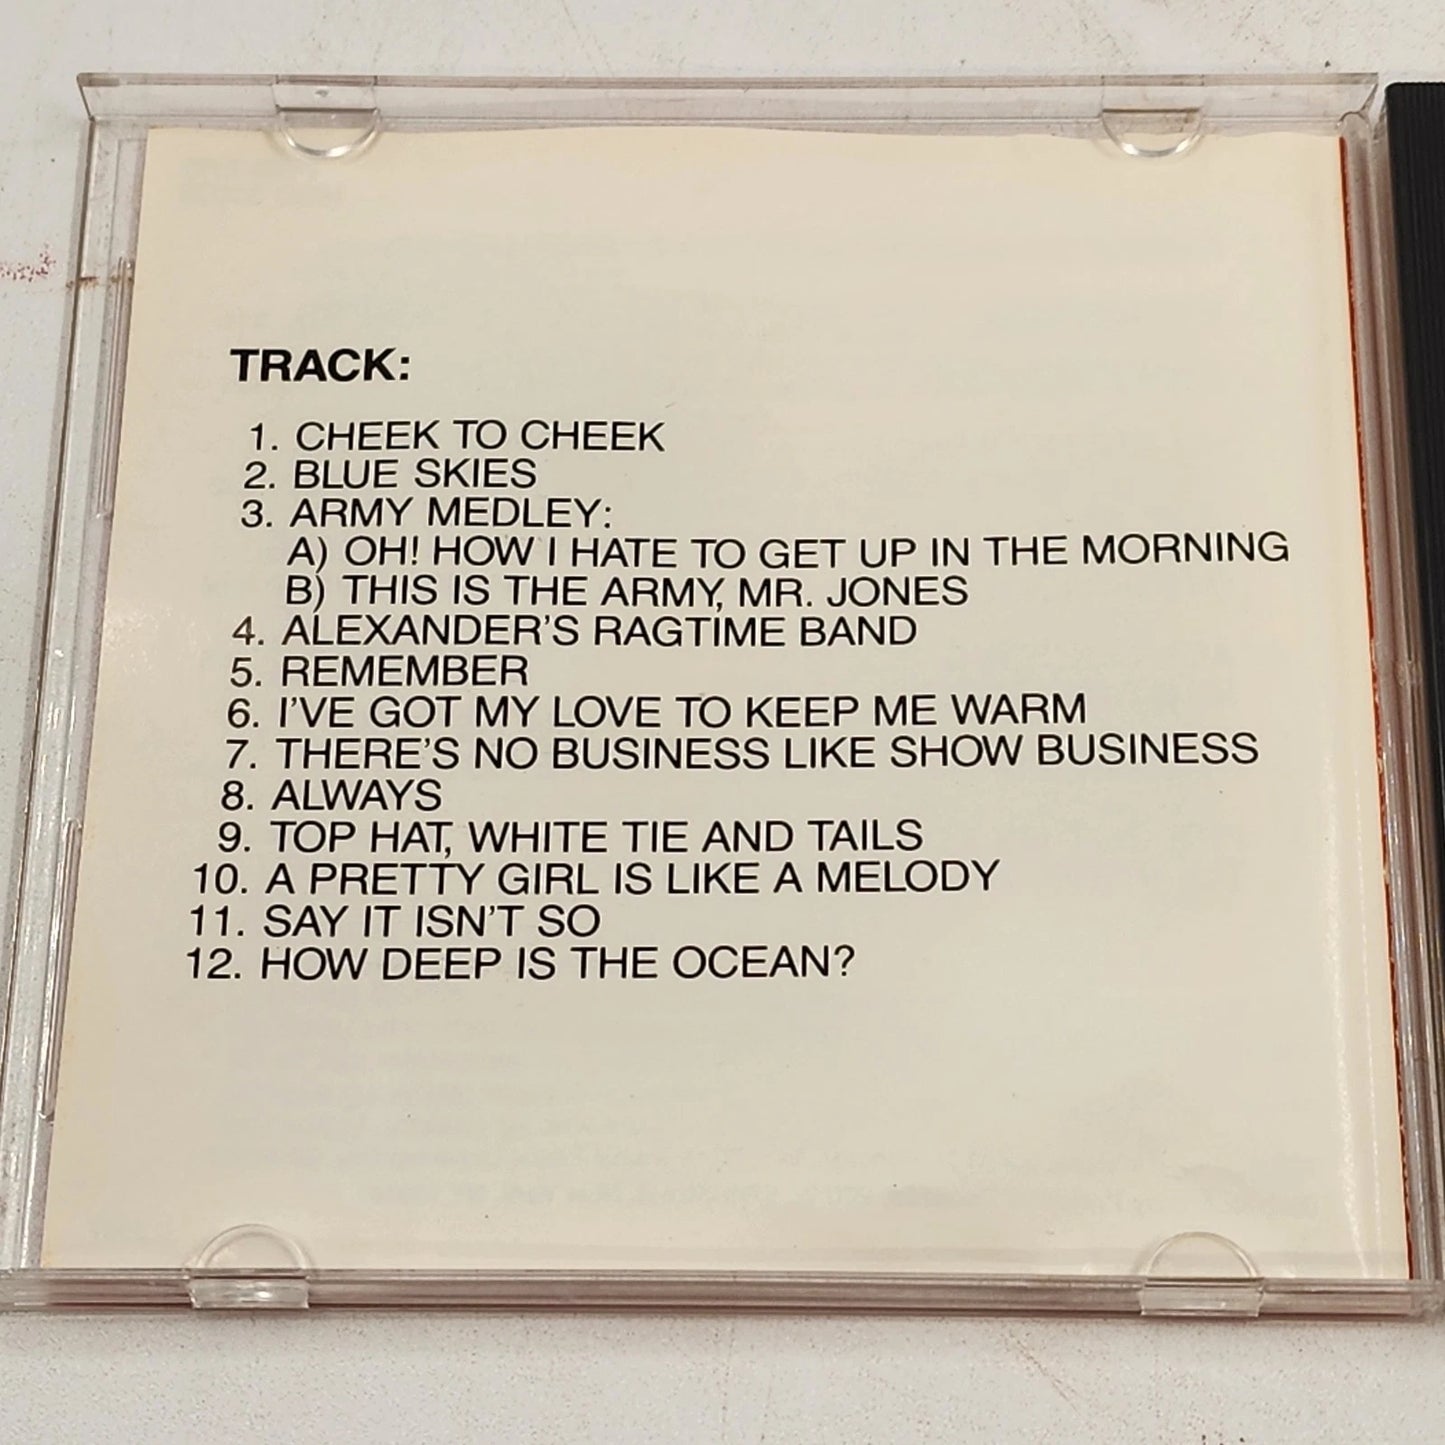 TRACK:
1. CHEEK TO CHEEK
2. BLUE SKIES
3. ARMY MEDLEY:
A) OH! HOW I HATE TO GET UP IN THE MORNING
B) THIS IS THE ARMY, MR. JONES
4. ALEXANDER'S RAGTIME BAND
5. REMEMBER
6. I'VE GOT MY LOVE TO KEEP ME WARM
7. THERE'S NO BUSINESS LIKE SHOW BUSINESS
8. ALWAYS
9. TOP HAT, WHITE TIE AND TAILS
10. A PRETTY GIRL IS LIKE A MELODY
11. SAY IT ISN'T SO
12. HOW DEEP IS THE OCEAN?